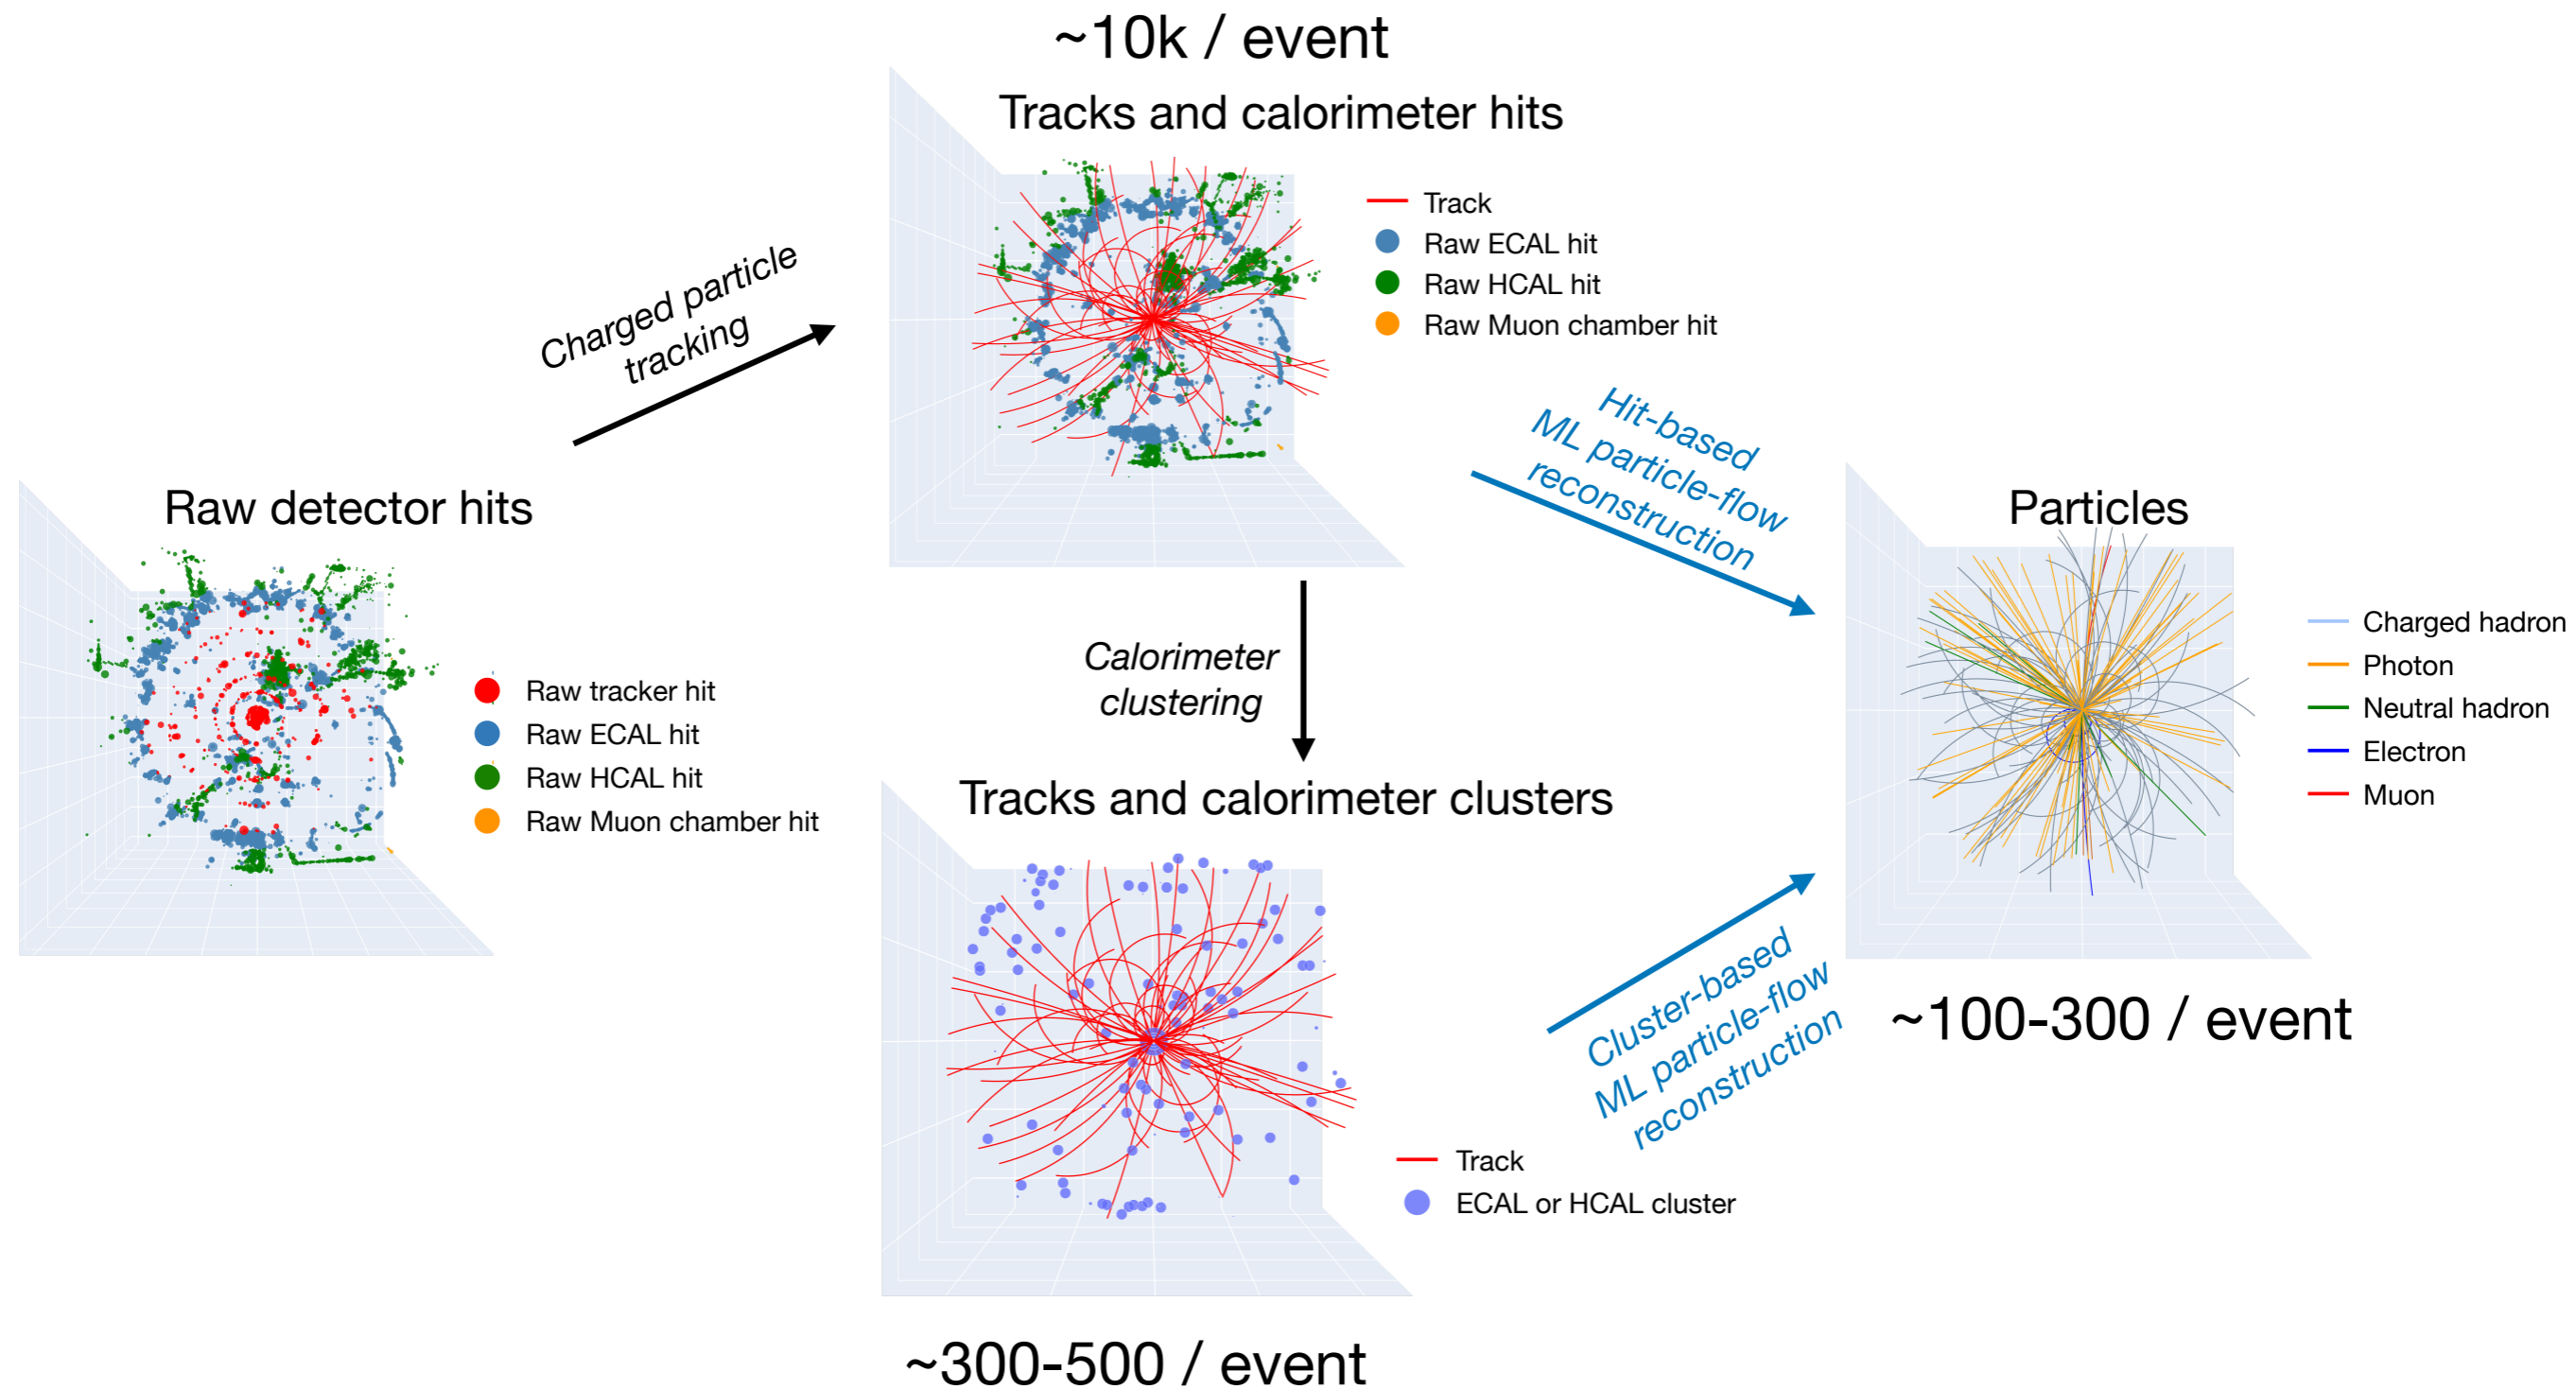 ~10k / event
Tracks and calorimeter hits
Track
Raw ECAL hit
Raw HCAL hit
Raw Muon chamber hit
Charged particle
tracking
Hit-based
ML particle-flow
reconstruction
Raw detector hits
Raw tracker hit
Raw ECAL hit
Raw HCAL hit
Raw Muon chamber hit
Calorimeter
clustering
Particles
Charged hadron
Photon
Neutral hadron
Electron
Muon
~100-300 / event
Tracks and calorimeter clusters
Cluster-based
ML particle-flow
reconstruction
Track
ECAL or HCAL cluster
~300-500 / event